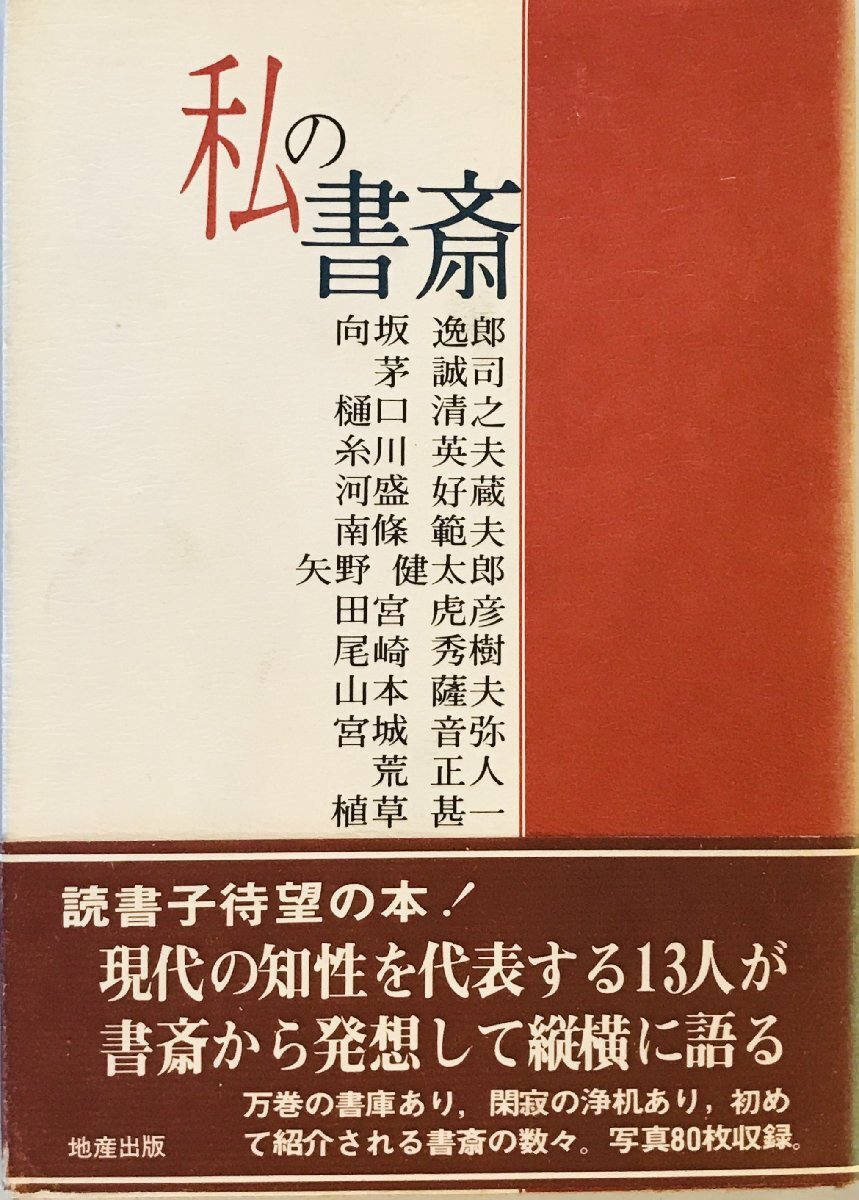 私の
書斎
向坂 逸郎
茅 誠司
樋口 清之
糸川 英夫
河盛 好蔵
南條 範夫
矢野 健太郎
田宮 虎彦
尾崎 秀樹
山本 薩夫
宮城 音弥
荒 正人
植草 甚一
読書子待望の本!
現代の知性を代表する13人が
書斎から発想して縦横に語る
万巻の書庫あり,閑寂の浄机あり,初め
て紹介される書斎の数々。写真80枚収録。
地産出版